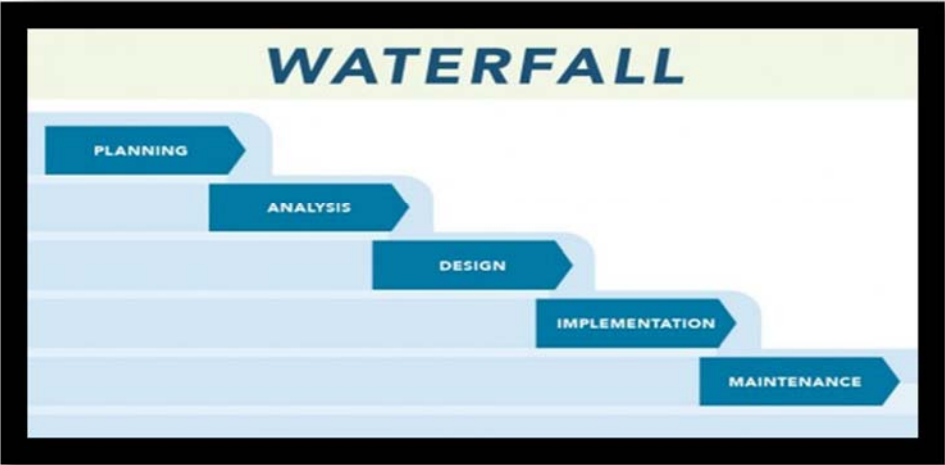 WATERFALL
PLANNING
ANALYSIS
DESIGN
IMPLEMENTATION
MAINTENANCE